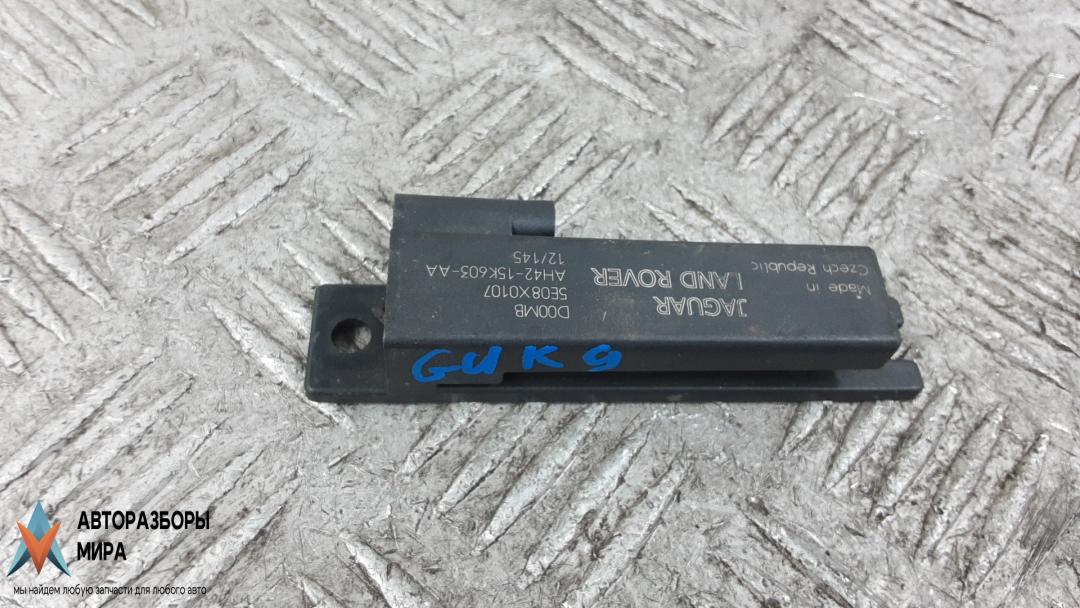 JAGUAR
LAND ROVER
Made in
Czech Republic
D00MB
5E08X0107
AH42-15K603-AA
12/145
GUK9
АВТОРАЗБОРЫ
МИРА
мы найдем любую запчасти для любого авто